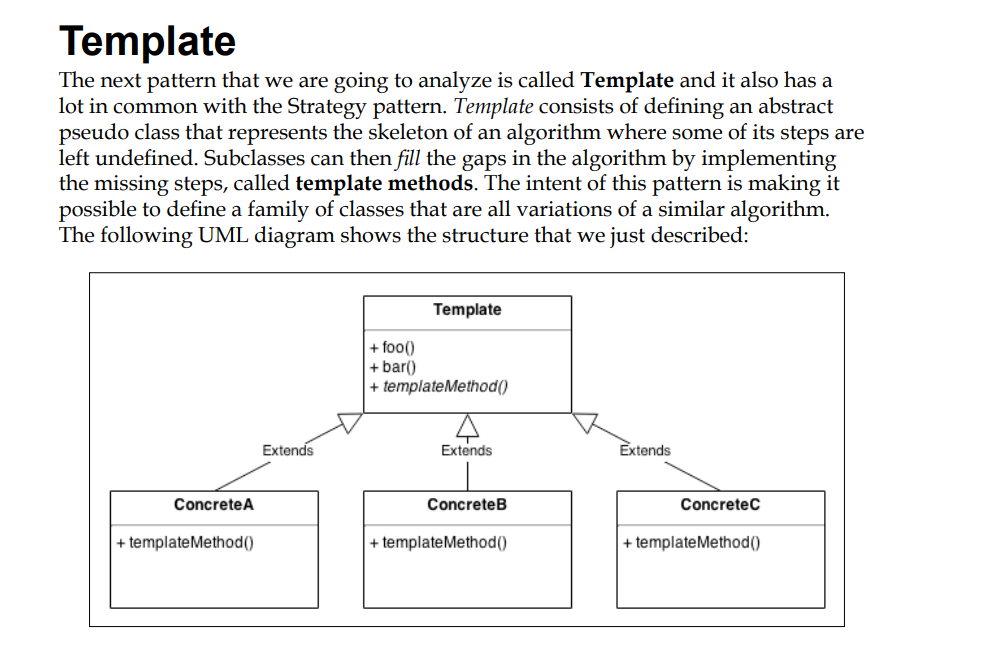 Template
The next pattern that we are going to analyze is called Template and it also has a
lot in common with the Strategy pattern. Template consists of defining an abstract
pseudo class that represents the skeleton of an algorithm where some of its steps are
left undefined. Subclasses can then fill the gaps in the algorithm by implementing
the missing steps, called template methods. The intent of this pattern is making it
possible to define a family of classes that are all variations of a similar algorithm.
The following UML diagram shows the structure that we just described:
Template
+ foo()
+ bar()
+ templateMethod()
Extends
Extends
Extends
ConcreteA
+ templateMethod()
ConcreteB
+ templateMethod()
ConcreteC
+ templateMethod()